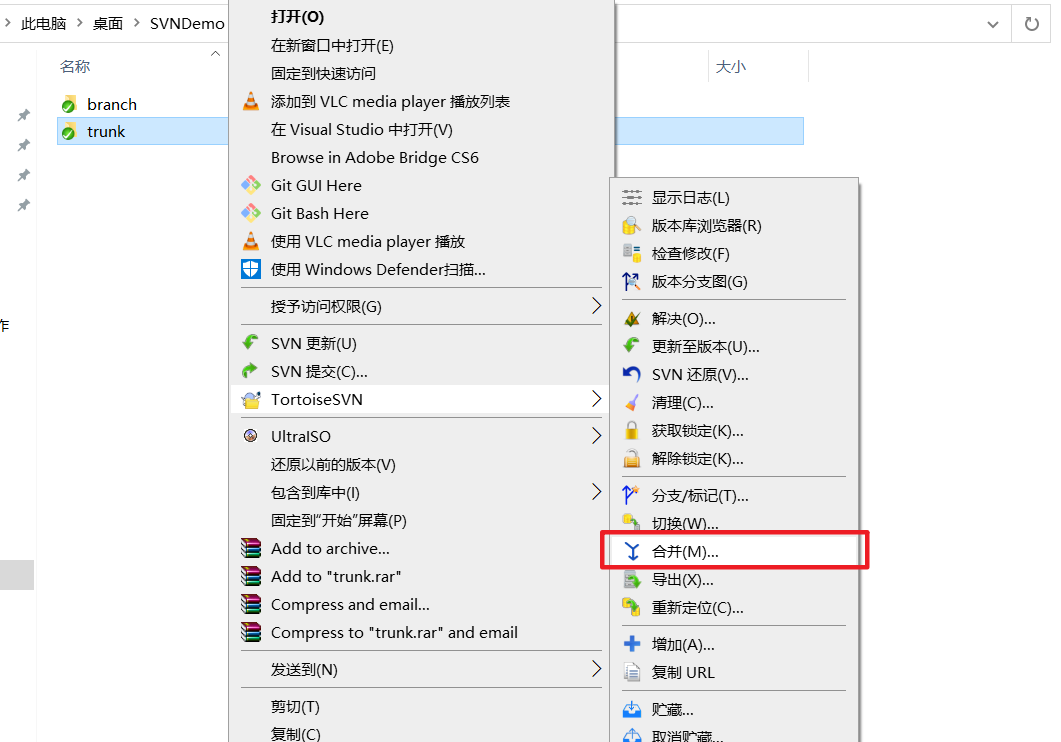 此电脑 > 桌面 > SVNDemo
名称
大小
branch
trunk
作
打开(O)
在新窗口中打开(E)
固定到快速访问
添加到 VLC media player 播放列表
在 Visual Studio 中打开(V)
Browse in Adobe Bridge CS6
Git GUI Here
Git Bash Here
使用 VLC media player 播放
使用 Windows Defender扫描...
授予访问权限(G)
SVN 更新(U)
SVN 提交(C)...
TortoiseSVN
UltraISO
还原以前的版本(V)
包含到库中(I)
固定到"开始"屏幕(P)
Add to archive...
Add to "trunk.rar"
Compress and email...
Compress to "trunk.rar" and email
发送到(N)
剪切(T)
复制(C)
显示日志(L)
版本库浏览器(R)
检查修改(F)
版本分支图(G)
解决(O)...
更新至版本(U)...
SVN 还原(V)...
清理(C)...
获取锁定(K)...
解除锁定(K)...
分支/标记(T)...
切换(W)...
合并(M)...
导出(X)...
重新定位(C)...
增加(A)...
复制 URL
贮藏...
取消贮藏...